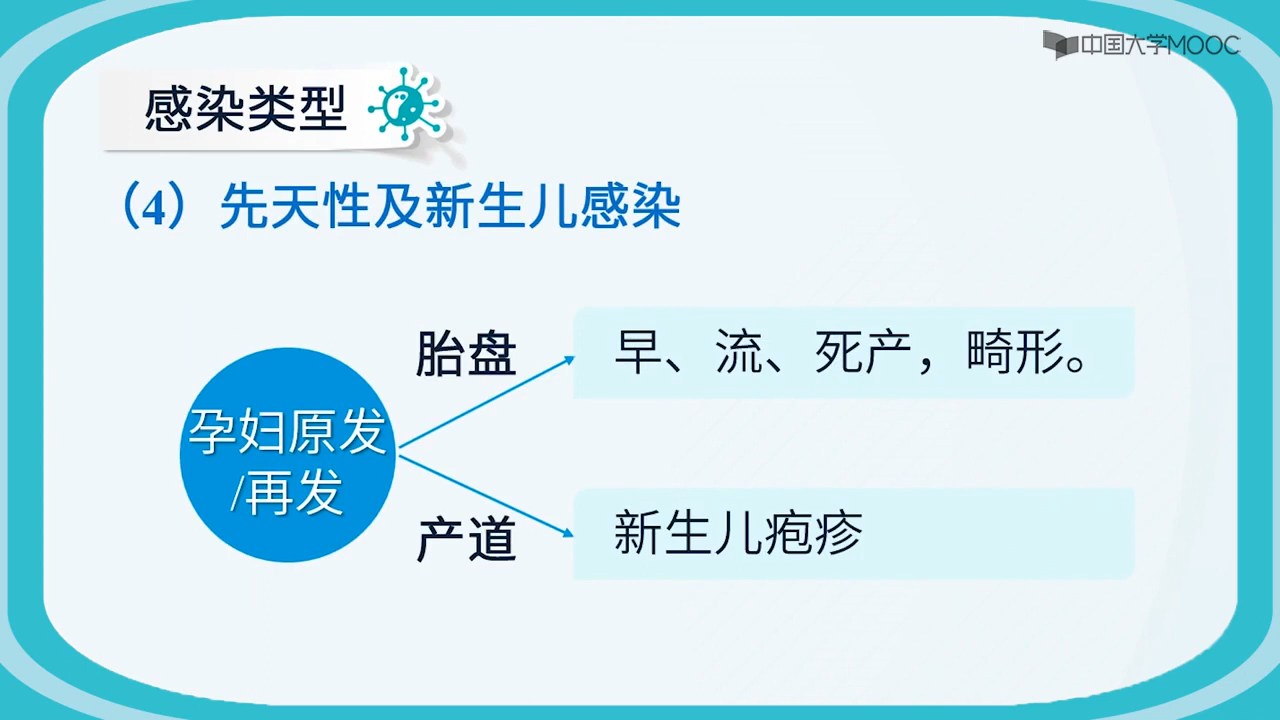 中国大学MOOC
感染类型
（4）先天性及新生儿感染
胎盘
早、流、死产，畸形。
孕妇原发
/再发
产道
新生儿疱疹